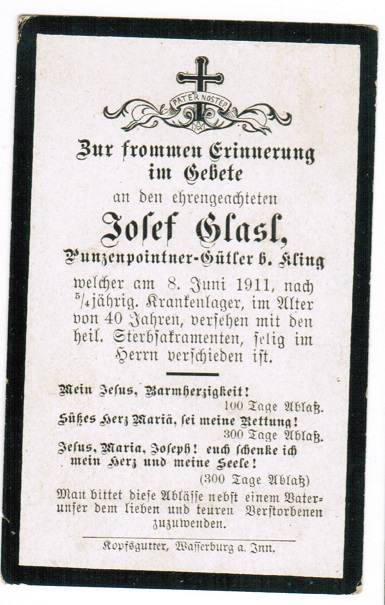 PATER NOSTER
Zur frommen Erinnerung
im Gebete
an den ehrengeachteten
Josef Glasl,
Punzenpointner-Gütler b. Kling
welcher am 8. Juni 1911, nach
5/4 jährig. Krankenlager, im Alter
von 40 Jahren, versehen mit den
heil. Sterbsakramenten, selig im
Herrn verschieden ist.
Mein Jesus, Barmherzigkeit!
100 Tage Ablaß.
Süßes Herz Mariä, sei meine Rettung!
300 Tage Ablaß.
Jesus, Maria, Joseph! euch schenke ich
mein Herz und meine Seele!
(300 Tage Ablaß)
Man bittet diese Ablässe nebst einem Vater-
unser dem lieben und teuren Verstorbenen
zuzuwenden.
Kopfsgutter, Wasserburg a. Inn.